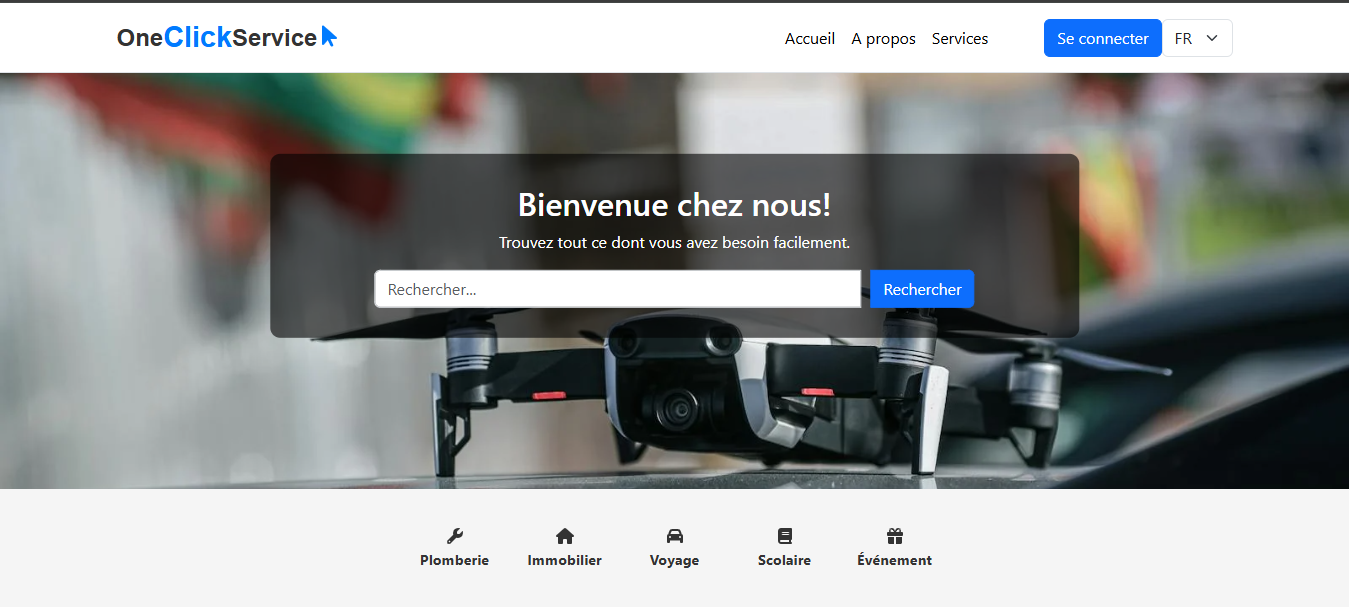 OneClickService
Accueil A propos Services Se connecter FR
Bienvenue chez nous!
Trouvez tout ce dont vous avez besoin facilement.
Rechercher... Rechercher
Plomberie Immobilier Voyage Scolaire Événement